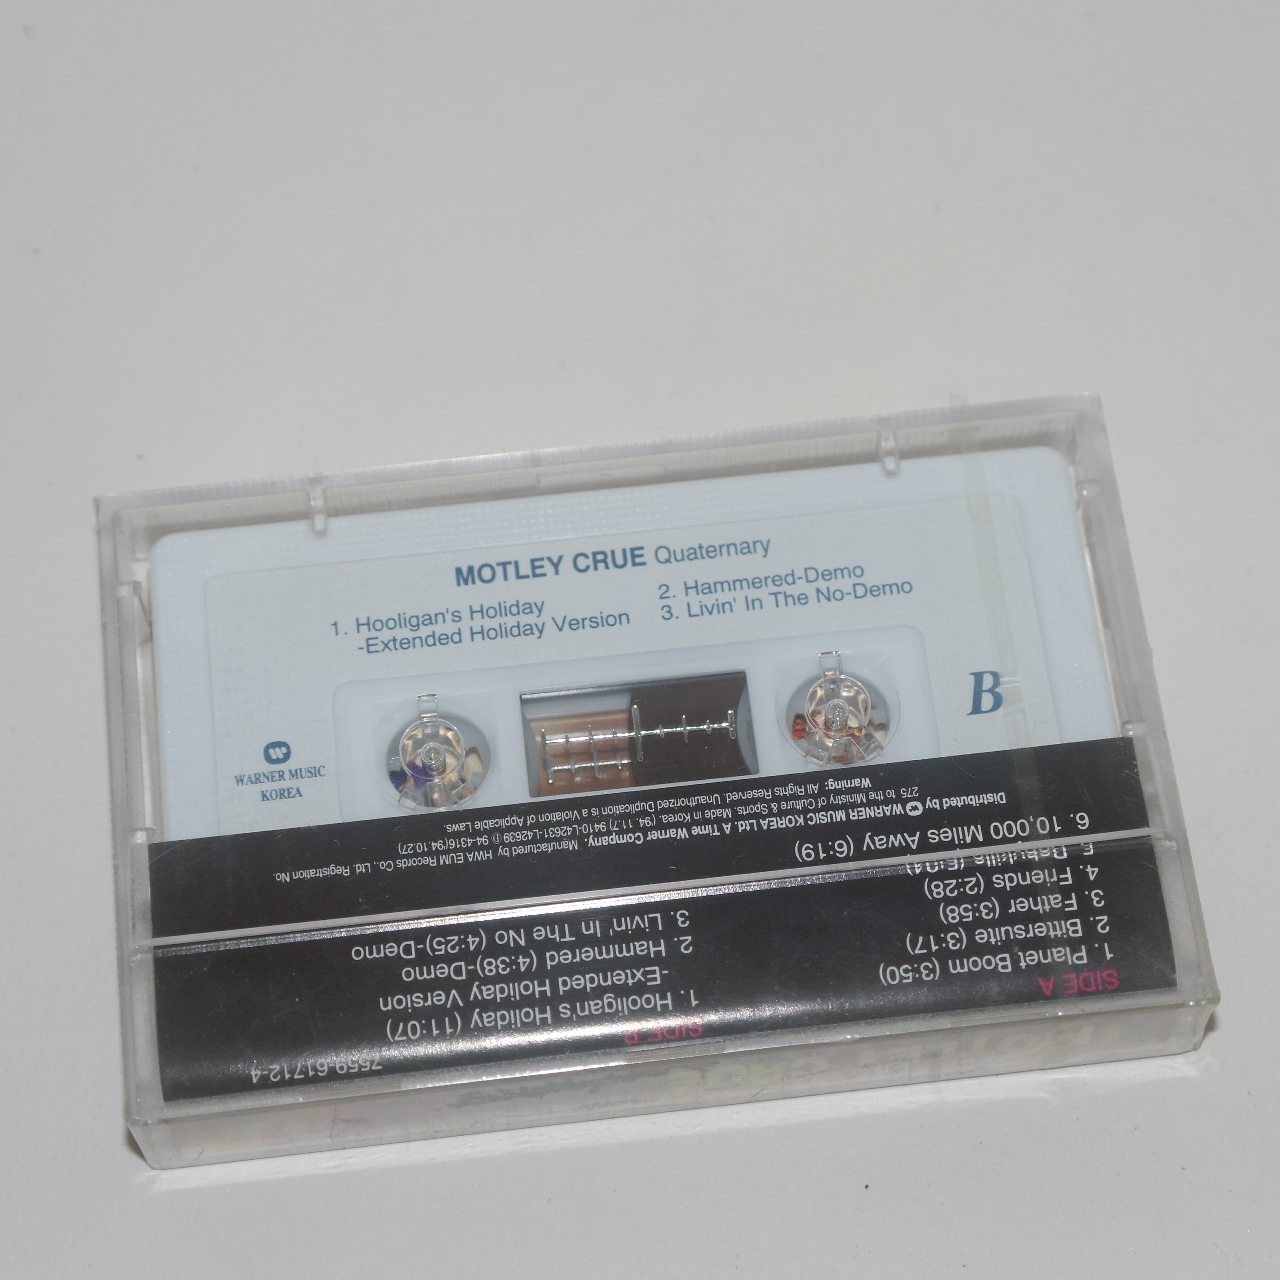 MOTLEY CRUE Quaternary
1. Hooligan's Holiday
-Extended Holiday Version
2. Hammered-Demo
3. Livin' In The No-Demo
B
WARNER MUSIC
KOREA
SIDE A
1. Planet Boom (3:50)
2. Bittersuite (3:17)
3. Father (3:58)
4. Friends (2:28)
5. Babykills
6. 10,000 Miles Away (6:19)
SIDE B
1. Hooligan's Holiday (11:07)
-Extended Holiday Version
2. Hammered (4:38)-Demo
3. Livin' In The No (4:25)-Demo
Distributed by WARNER MUSIC KOREA Ltd. A Time Warner Company. Manufactured by HWA EUM Records Co., Ltd. Registration No.
275 to the Ministry of Culture & Sports. Made in Korea. ('94. 11.7) 9410-L42631-L42639 ⓟ 94-4316('94.10.27)
Warning: All Rights Reserved. Unauthorized Duplication is a Violation of Applicable Laws.
7559-61712-4